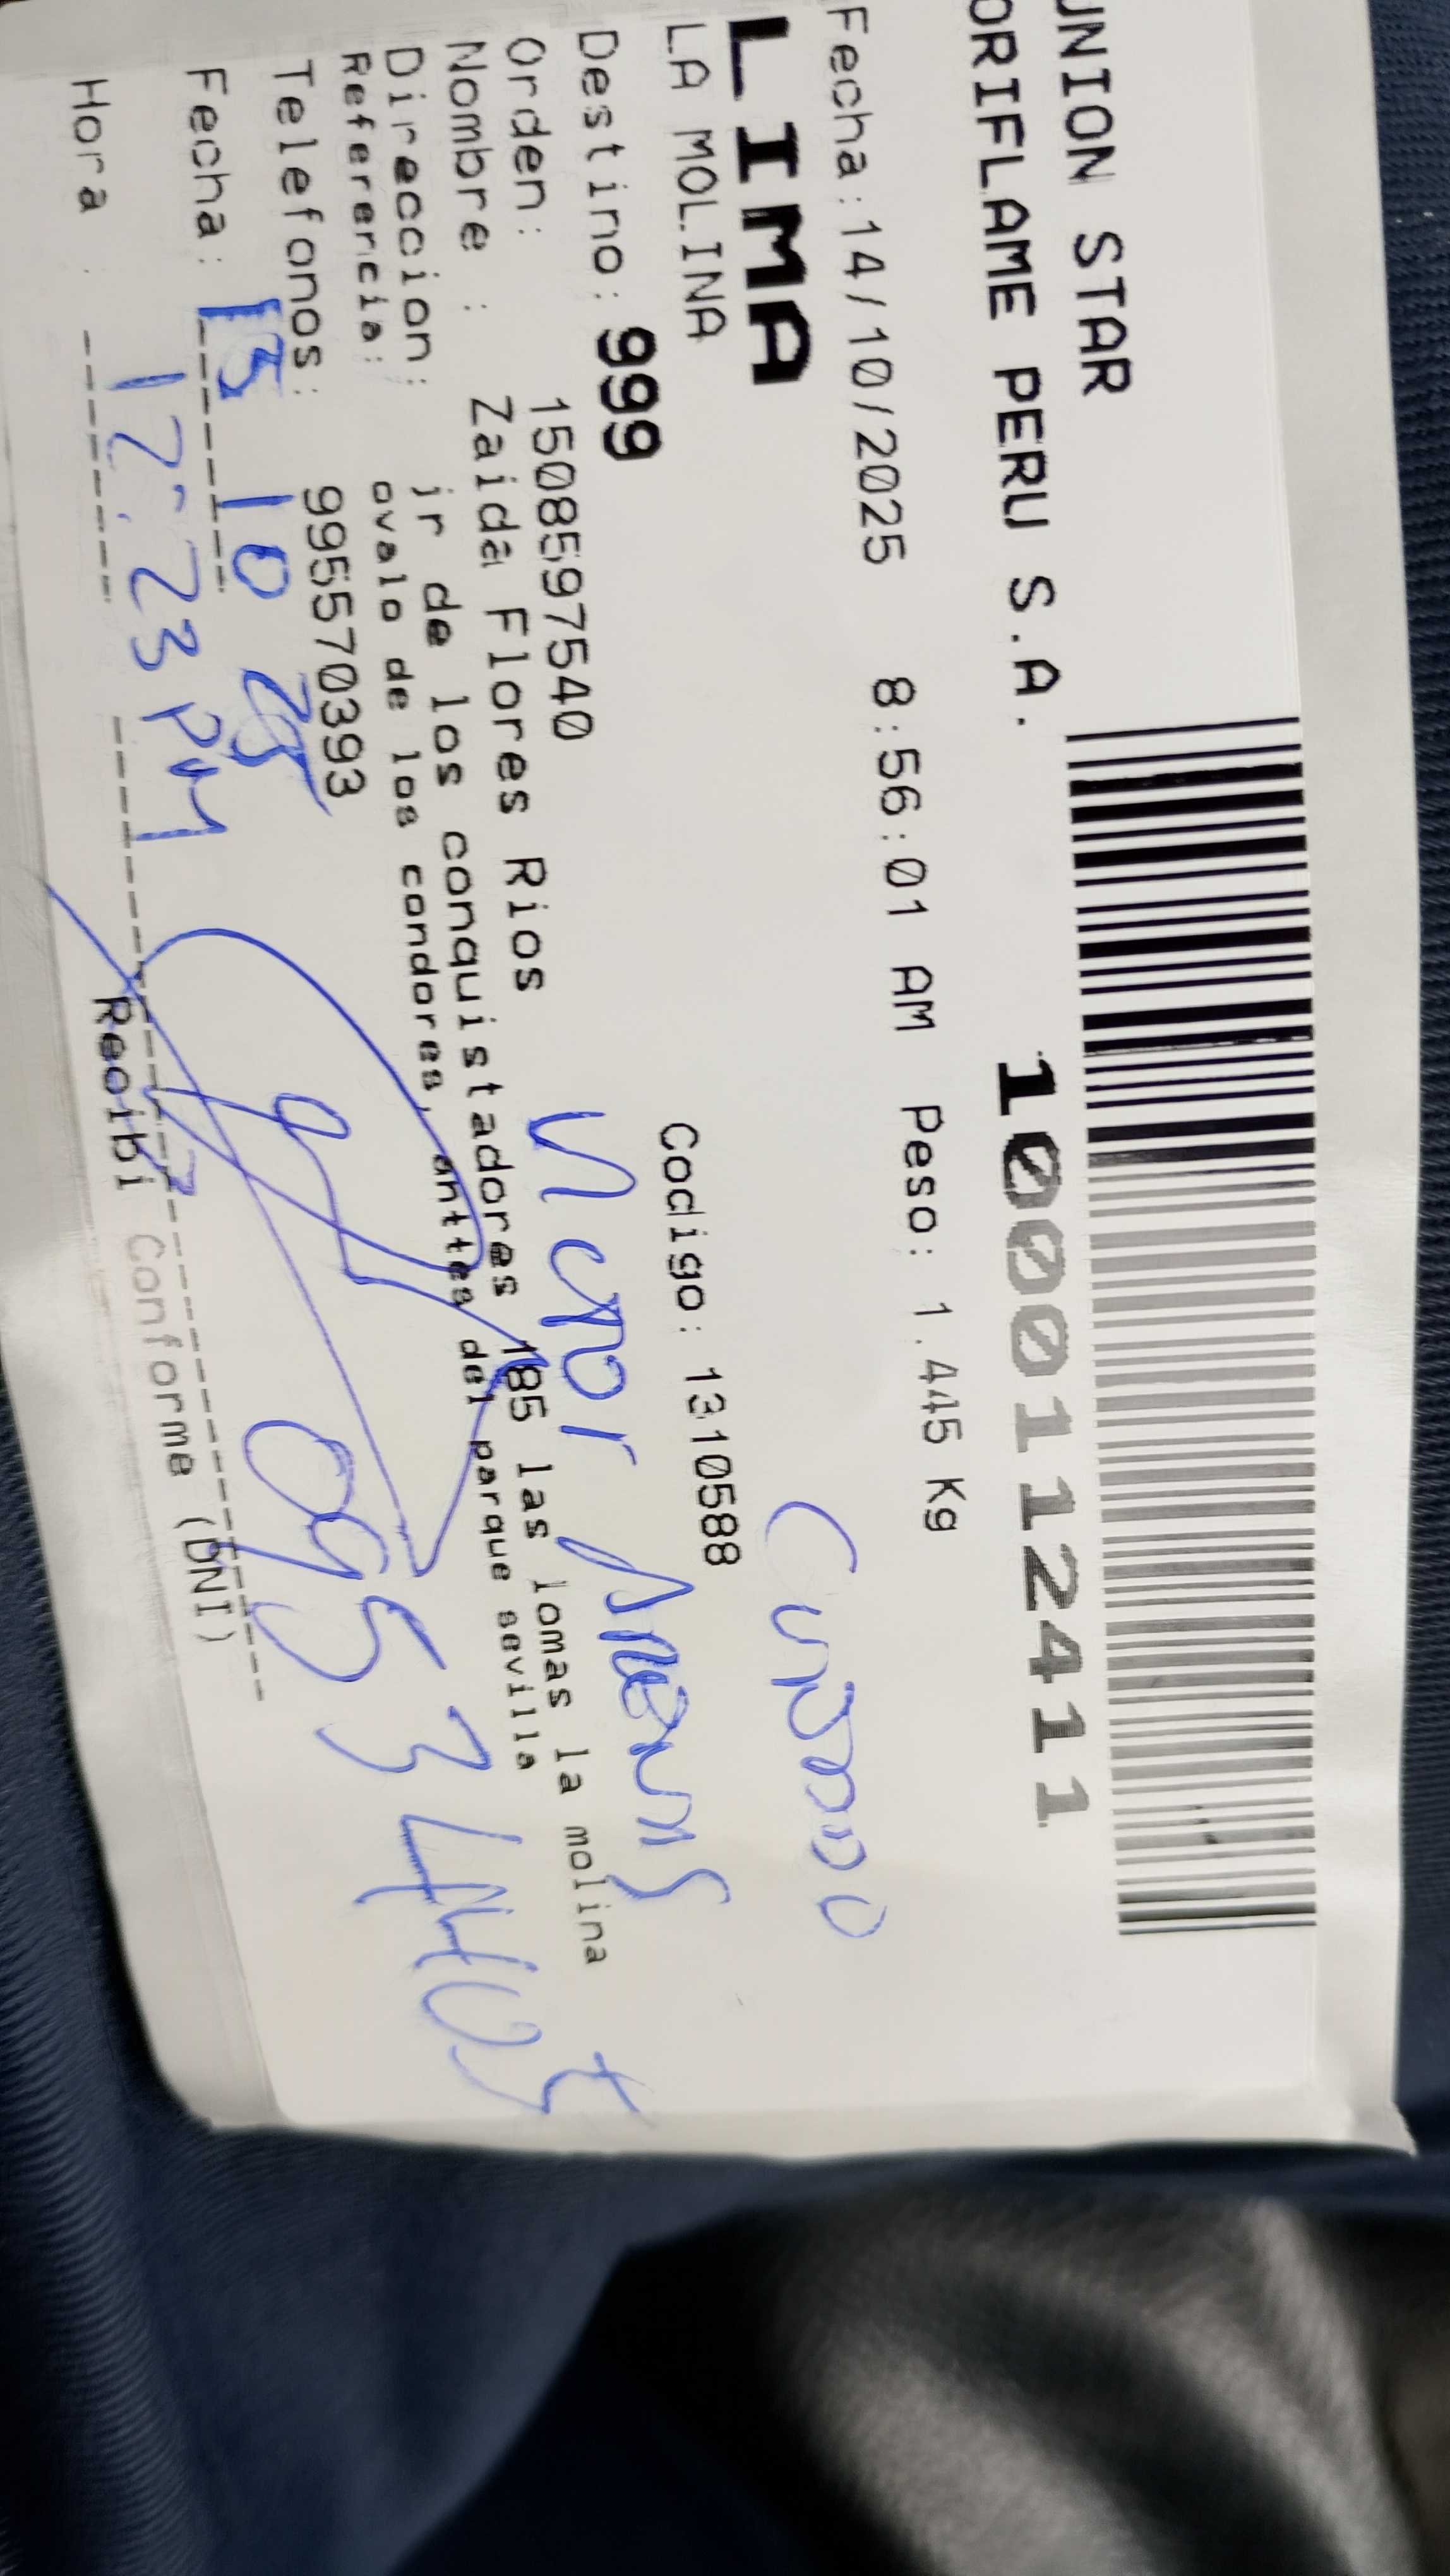 UNION STAR
ORIFLAME PERU S.A.
1000112411
Fecha:14/10/2025 8:56:01 AM Peso: 1.445 Kg
LIMA
LA MOLINA
Codigo: 1310588
Destino: 999
Orden: 1508597540
Nombre : Zaida Flores Rios
Direccion: jr de los conquistadores 185 las lomas la molina
Referencia: ovalo de los condores, antes del parque sevilla
Telefonos: 995570393
Fecha: 15 10 25
Hora : 12:23 PM
Recibi Conforme (DNI)